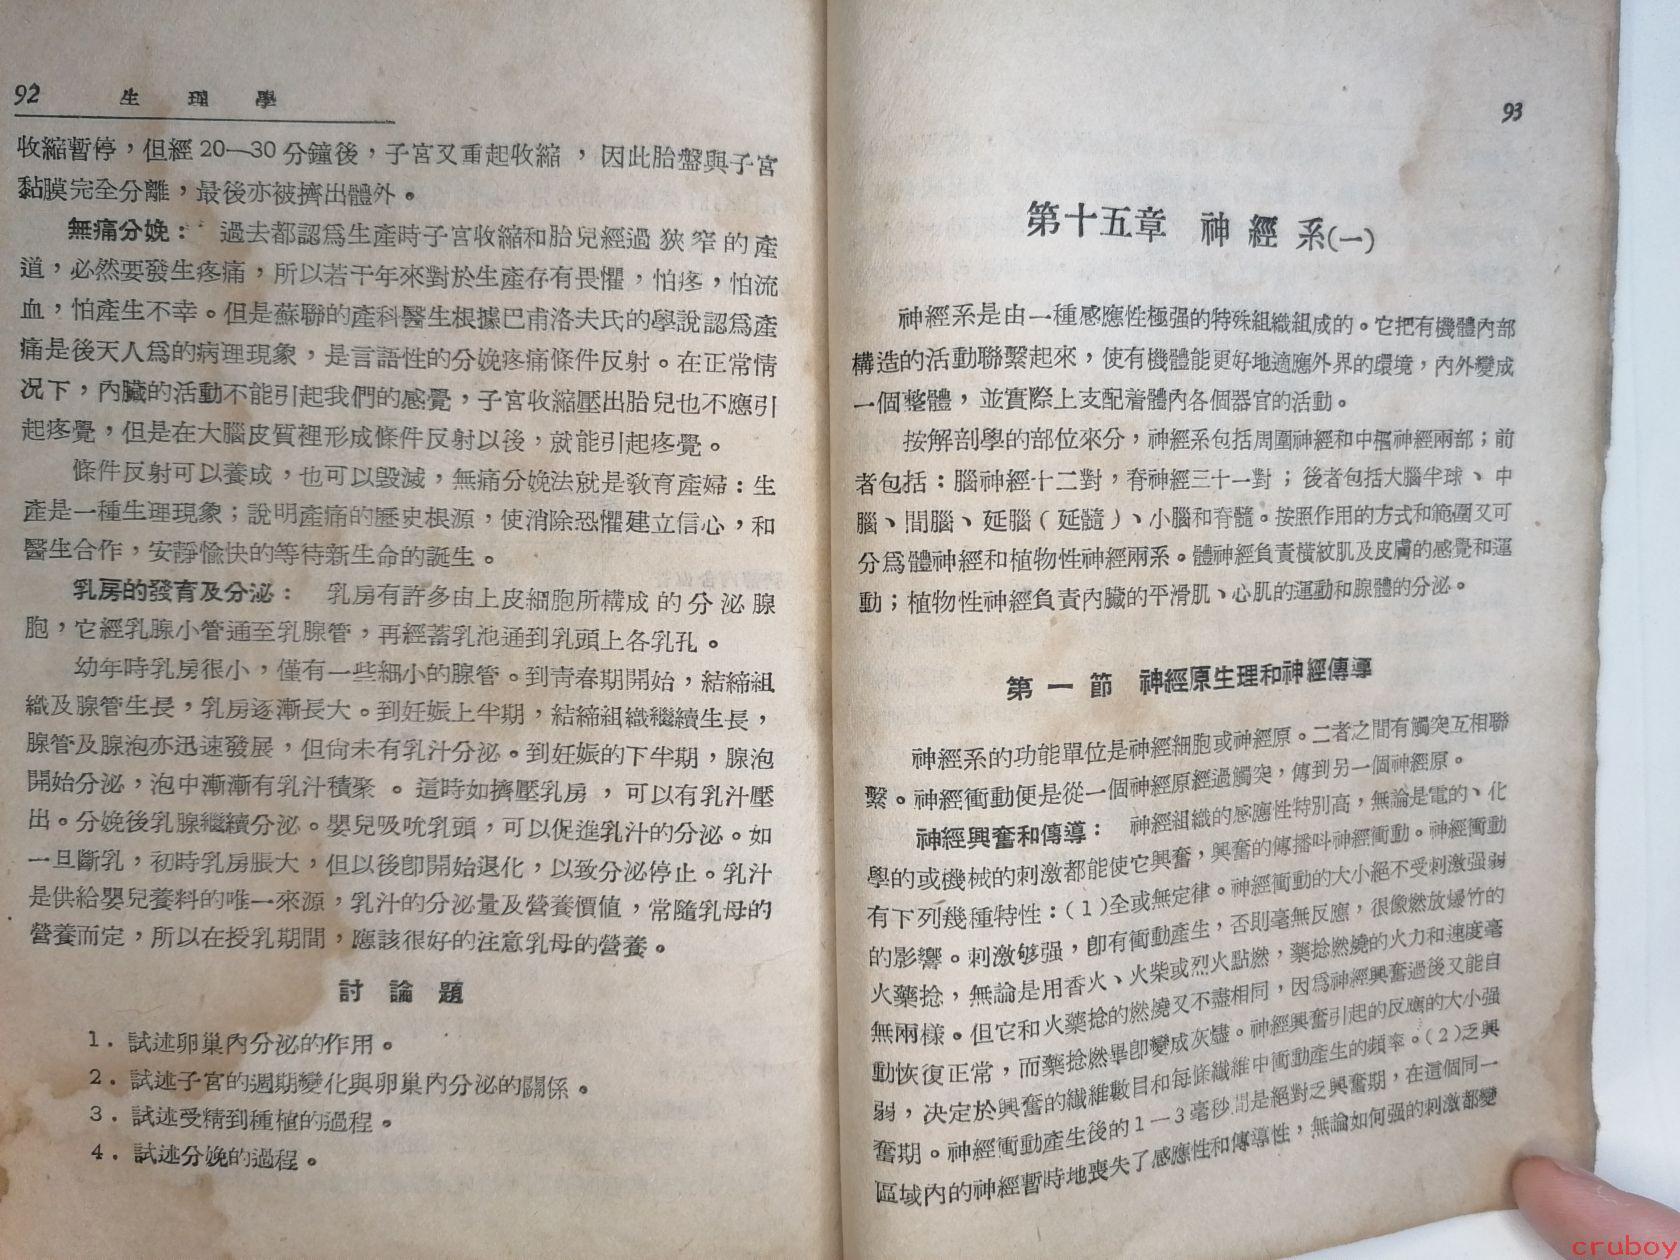 92 生理學
收縮暫停，但經20—30分鐘後，子宮又重起收縮，因此胎盤與子宮
黏膜完全分離，最後亦被擠出體外。
無痛分娩：過去都認爲生產時子宮收縮和胎兒經過狹窄的產
道，必然要發生疼痛，所以若干年來對於生產存有畏懼，怕疼，怕流
血，怕產生不幸。但是蘇聯的產科醫生根據巴甫洛夫氏的學說認爲產
痛是後天人爲的病理現象，是言語性的分娩疼痛條件反射。在正常情
况下，內臟的活動不能引起我們的感覺，子宮收縮壓出胎兒也不應引
起疼覺，但是在大腦皮質裡形成條件反射以後，就能引起疼覺。
條件反射可以養成，也可以毀滅，無痛分娩法就是敎育產婦：生
產是一種生理現象；說明產痛的歷史根源，使消除恐懼建立信心，和
醫生合作，安靜愉快的等待新生命的誕生。
乳房的發育及分泌：乳房有許多由上皮細胞所構成的分泌腺
胞，它經乳腺小管通至乳腺管，再經蓄乳池通到乳頭上各乳孔。
幼年時乳房很小，僅有一些細小的腺管。到青春期開始，結締組
織及腺管生長，乳房逐漸長大。到妊娠上半期，結締組織繼續生長，
腺管及腺泡亦迅速發展，但尙未有乳汁分泌。到妊娠的下半期，腺泡
開始分泌，泡中漸漸有乳汁積聚。這時如擠壓乳房，可以有乳汁壓
出。分娩後乳腺繼續分泌。嬰兒吸吮乳頭，可以促進乳汁的分泌。如
一旦斷乳，初時乳房脹大，但以後卽開始退化，以致分泌停止。乳汁
是供給嬰兒養料的唯一來源，乳汁的分泌量及營養價值，常隨乳母的
營養而定，所以在授乳期間，應該很好的注意乳母的營養。
討論題
1．試述卵巢內分泌的作用。
2．試述子宮的週期變化與卵巢內分泌的關係。
3．試述受精到種植的過程。
4．試述分娩的過程。
93
第十五章 神經系(一)
神經系是由一種感應性極强的特殊組織組成的。它把有機體內部
構造的活動聯繫起來，使有機體能更好地適應外界的環境，內外變成
一個整體，並實際上支配着體內各個器官的活動。
按解剖學的部位來分，神經系包括周圍神經和中樞神經兩部；前
者包括：腦神經十二對，脊神經三十一對；後者包括大腦半球、中
腦、間腦、延腦（延髓）、小腦和脊髓。按照作用的方式和範圍又可
分爲體神經和植物性神經兩系。體神經負責橫紋肌及皮膚的感覺和運
動；植物性神經負責內臟的平滑肌、心肌的運動和腺體的分泌。
第一節 神經原生理和神經傳導
神經系的功能單位是神經細胞或神經原。二者之間有觸突互相聯
繫。神經衝動便是從一個神經原經過觸突，傳到另一個神經原。
神經興奮和傳導：神經組織的感應性特別高，無論是電的、化
學的或機械的刺激都能使它興奮，興奮的傳播叫神經衝動。神經衝動
有下列幾種特性：(1)全或無定律。神經衝動的大小絕不受刺激强弱
的影響。刺激够强，卽有衝動產生，否則毫無反應，很像燃放爆竹的
火藥捻，無論是用香火、火柴或烈火點燃，藥捻燃燒的火力和速度毫
無兩樣。但它和火藥捻的燃燒又不盡相同，因爲神經興奮過後又能自
動恢復正常，而藥捻燃畢卽變成灰燼。神經興奮引起的反應的大小强
弱，决定於興奮的纖維數目和每條纖維中衝動產生的頻率。(2)乏興
奮期。神經衝動產生後的1—3毫秒間是絕對乏興奮期，在這個同一
區域內的神經暫時地喪失了感應性和傳導性，無論如何强的刺激都變
cruboy